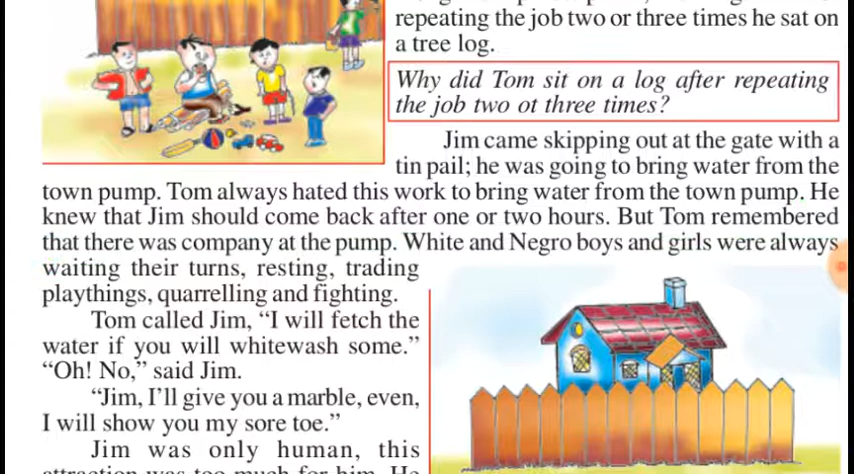 repeating the job two or three times he sat on
a tree log.
Why did Tom sit on a log after repeating
the job two ot three times?
Jim came skipping out at the gate with a
tin pail; he was going to bring water from the
town pump. Tom always hated this work to bring water from the town pump. He
knew that Jim should come back after one or two hours. But Tom remembered
that there was company at the pump. White and Negro boys and girls were always
waiting their turns, resting, trading
playthings, quarrelling and fighting.
Tom called Jim, “I will fetch the
water if you will whitewash some.”
“Oh! No,” said Jim.
“Jim, I’ll give you a marble, even,
I will show you my sore toe.”
Jim was only human, this